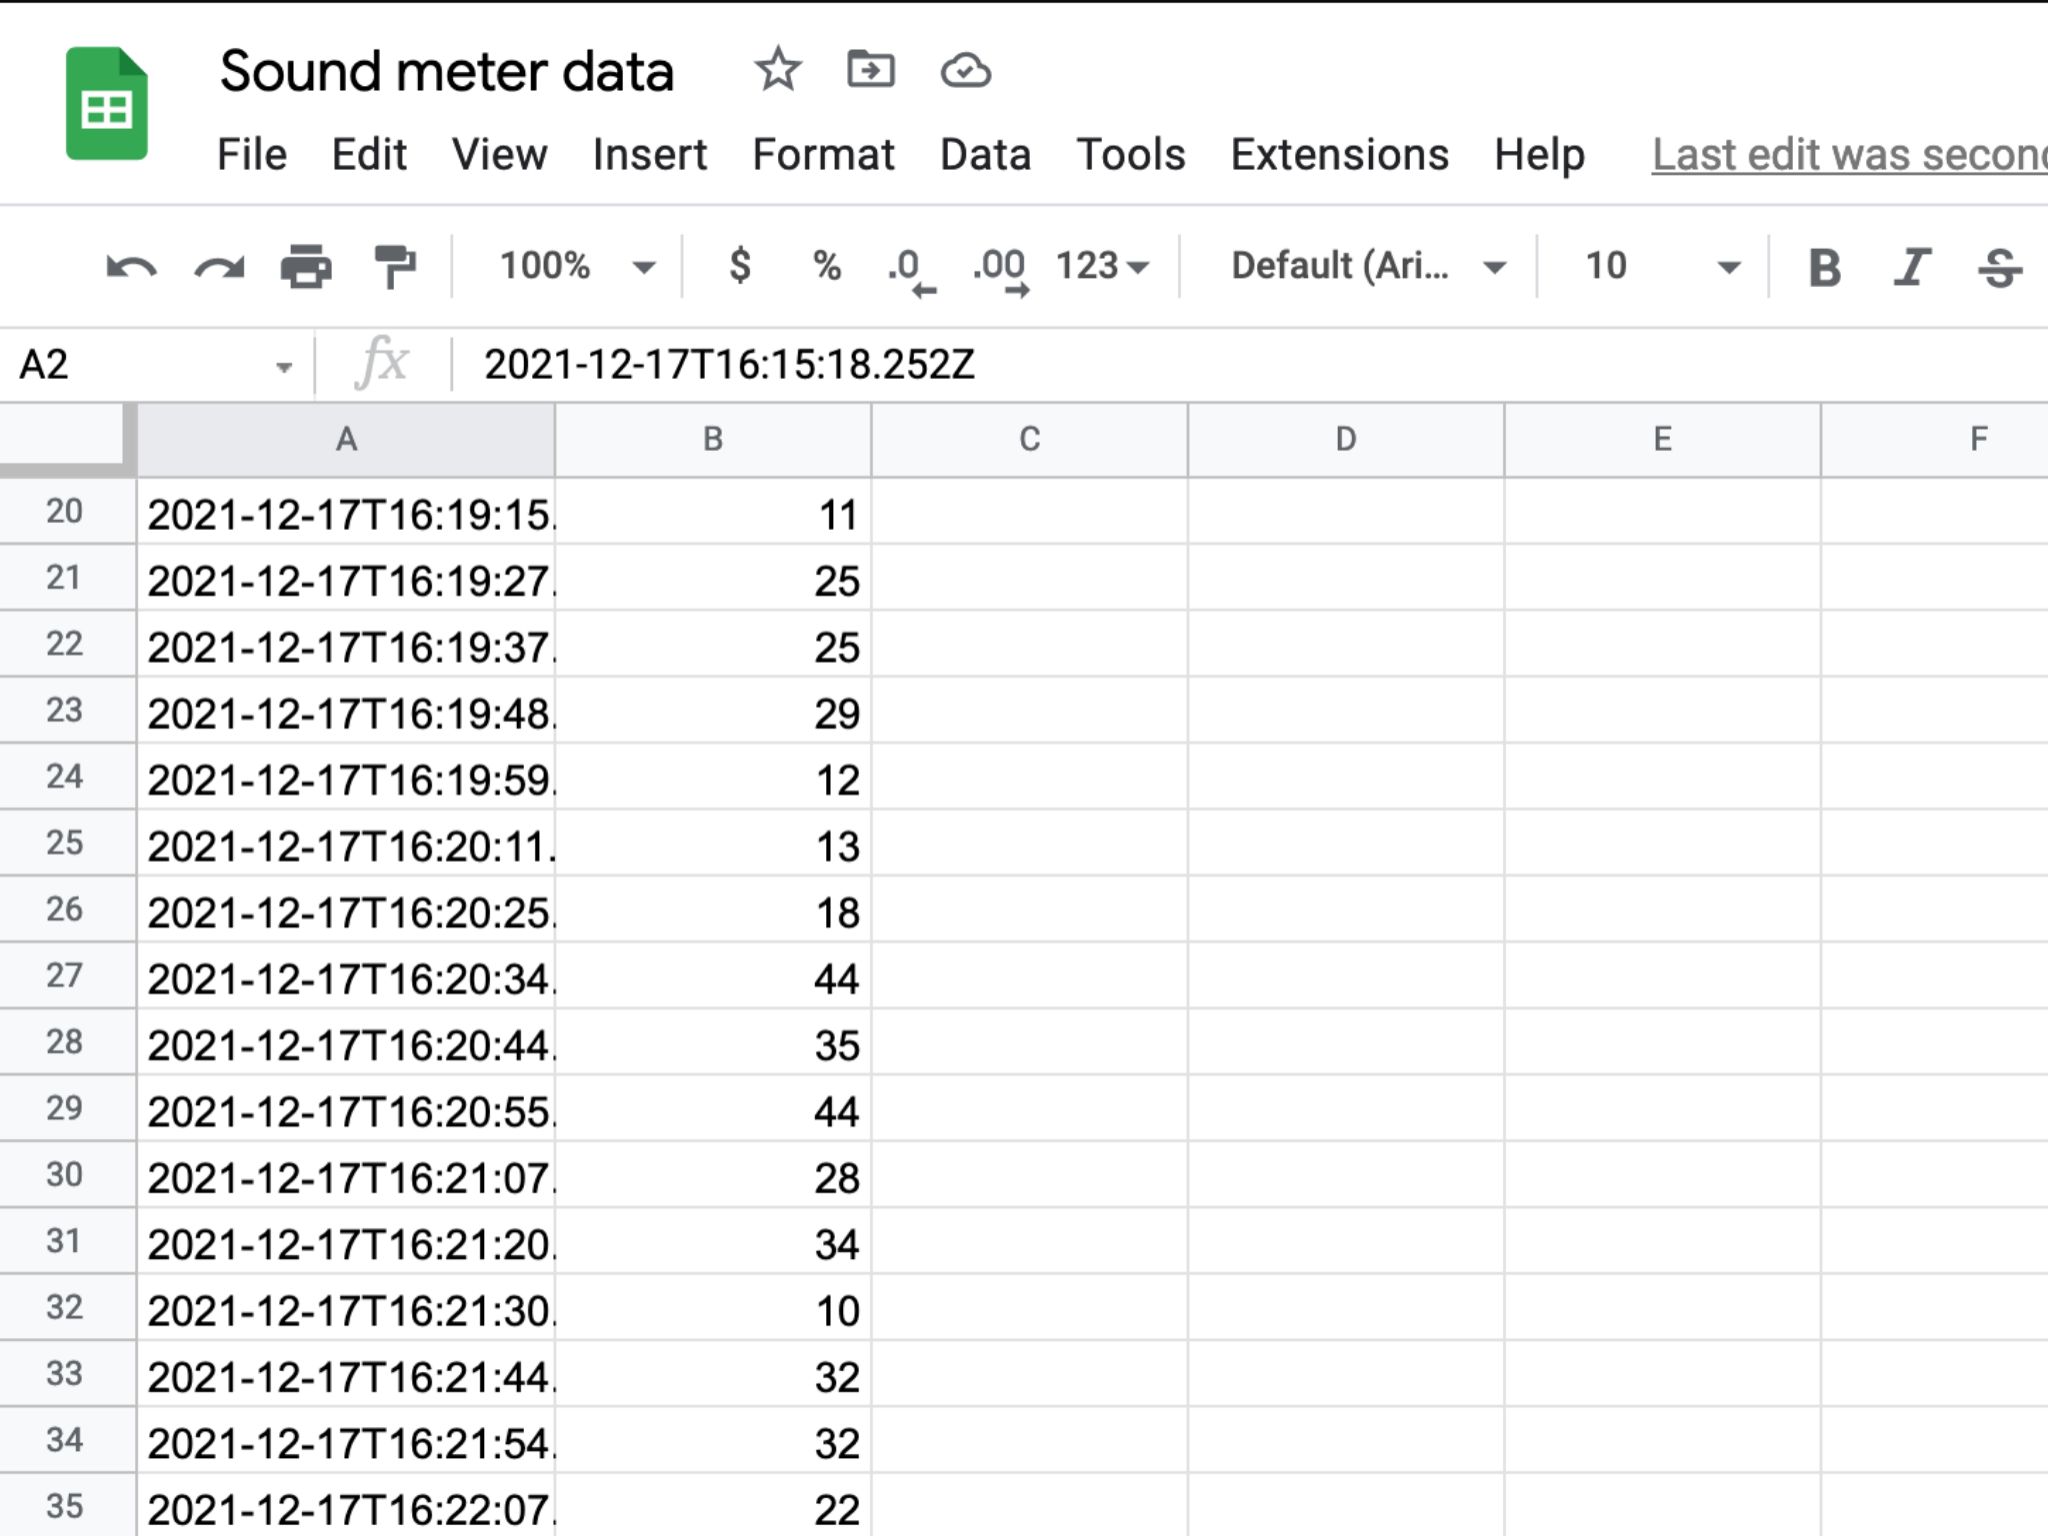 Sound meter data
File Edit View Insert Format Data Tools Extensions Help Last edit was
100% $ % .0 .00 123 Default (Ari... 10 B I S
A2 fx 2021-12-17T16:15:18.252Z
A B C D E F
20 2021-12-17T16:19:15. 11
21 2021-12-17T16:19:27. 25
22 2021-12-17T16:19:37. 25
23 2021-12-17T16:19:48. 29
24 2021-12-17T16:19:59. 12
25 2021-12-17T16:20:11. 13
26 2021-12-17T16:20:25. 18
27 2021-12-17T16:20:34. 44
28 2021-12-17T16:20:44. 35
29 2021-12-17T16:20:55. 44
30 2021-12-17T16:21:07. 28
31 2021-12-17T16:21:20. 34
32 2021-12-17T16:21:30. 10
33 2021-12-17T16:21:44. 32
34 2021-12-17T16:21:54. 32
35 2021-12-17T16:22:07. 22